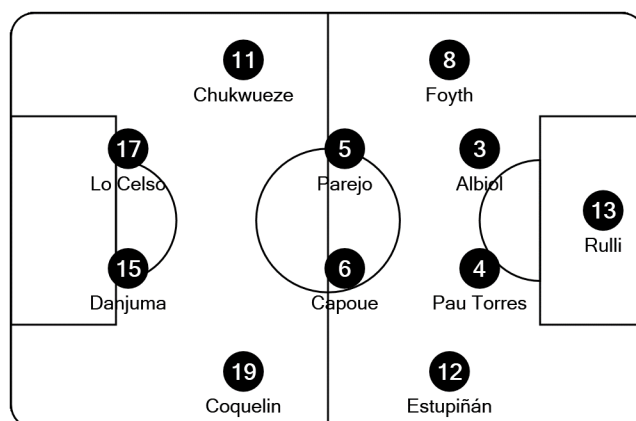 11
Chukwueze
8
Foyth
17
Lo Celso
5
Parejo
3
Albiol
13
Rulli
15
Danjuma
6
Capoue
4
Pau Torres
19
Coquelin
12
Estupiñán